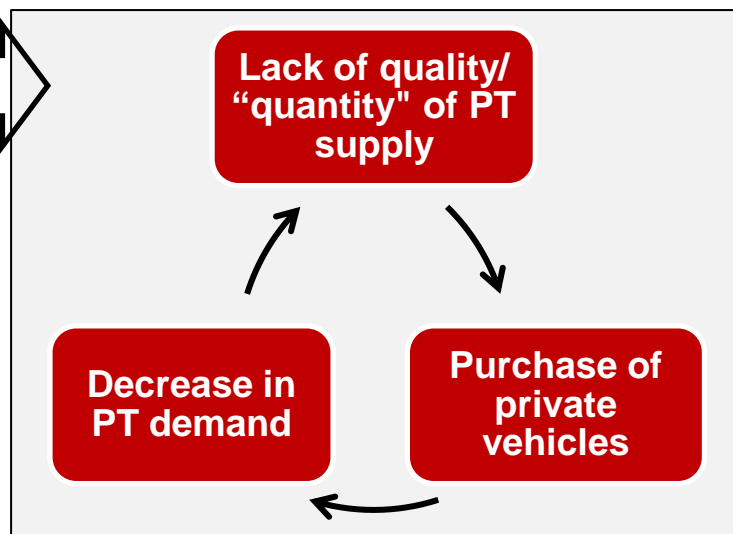 Lack of quality/
“quantity" of PT
supply
Decrease in
PT demand
Purchase of
private
vehicles